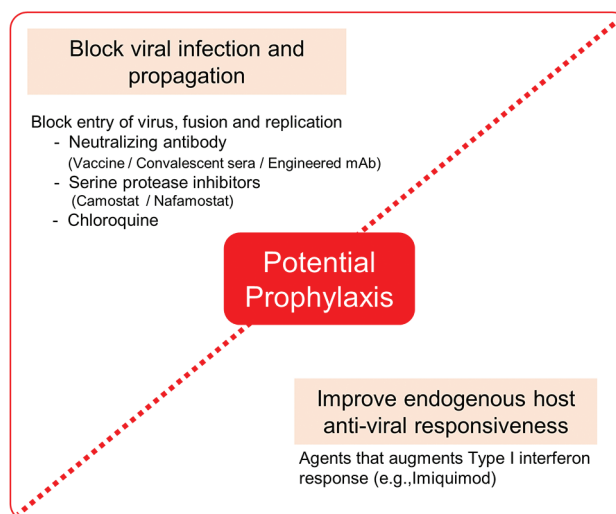 Block viral infection and
propagation
Block entry of virus, fusion and replication
- Neutralizing antibody
(Vaccine / Convalescent sera / Engineered mAb)
- Serine protease inhibitors
(Camostat / Nafamostat)
- Chloroquine
Potential
Prophylaxis
Improve endogenous host
anti-viral responsiveness
Agents that augments Type I interferon
response (e.g.,Imiquimod)